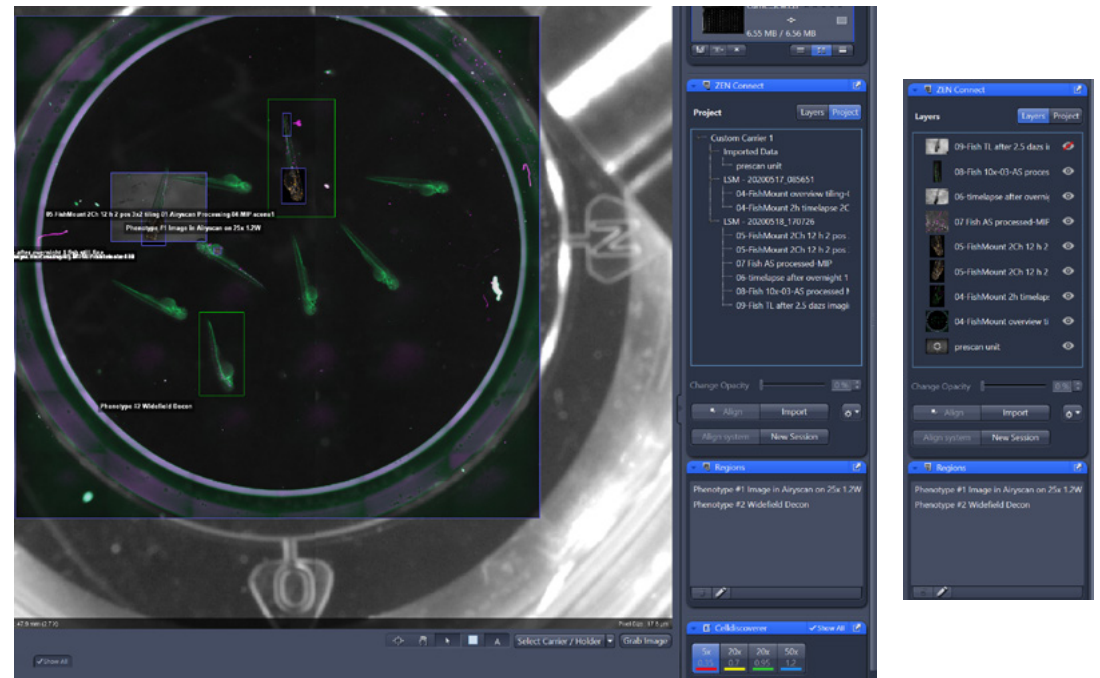 6.55 MB / 6.56 MB
ZEN Connect
Project
Layers
Project
Custom Carrier 1
Imported Data
prescan unit
LSM - 20200517_085651
04-FishMount overview tiling-
04-FishMount 2h timelapse 2C
LSM - 20200518_170726
05-FishMount 2Ch 12 h 2 pos
05-FishMount 2Ch 12 h 2 pos
07 Fish AS processed-MIP
06-timelapse after overnight 1
08-Fish 10x-03-AS processed
09-Fish TL after 2.5 dazs imagi
Change Opacity
0 %
Align
Import
Align system
New Session
Regions
Phenotype #1 Image in Airyscan on 25x 1.2W
Phenotype #2 Widefield Decon
Celldiscoverer
Show All
5x
0.35
20x
0.7
20x
0.95
50x
1.2
05 FishMount 2Ch 12 h 2 pos 3x2 tiling 01 Airyscan Processing 04 MIP scene1
Phenotype #1 Image in Airyscan on 25x 1.2W
after overnight
Phenotype #2 Widefield Decon
N
0
Select Carrier / Holder
Grab Image
Show All
ZEN Connect
Layers
Layers
Project
09-Fish TL after 2.5 dazs i
08-Fish 10x-03-AS proces
06-timelapse after overni
07 Fish AS processed-MIF
05-FishMount 2Ch 12 h 2
05-FishMount 2Ch 12 h 2
04-FishMount 2h timelap
04-FishMount overview ti
prescan unit
Change Opacity
0 %
Align
Import
Align system
New Session
Regions
Phenotype #1 Image in Airyscan on 25x 1.2W
Phenotype #2 Widefield Decon